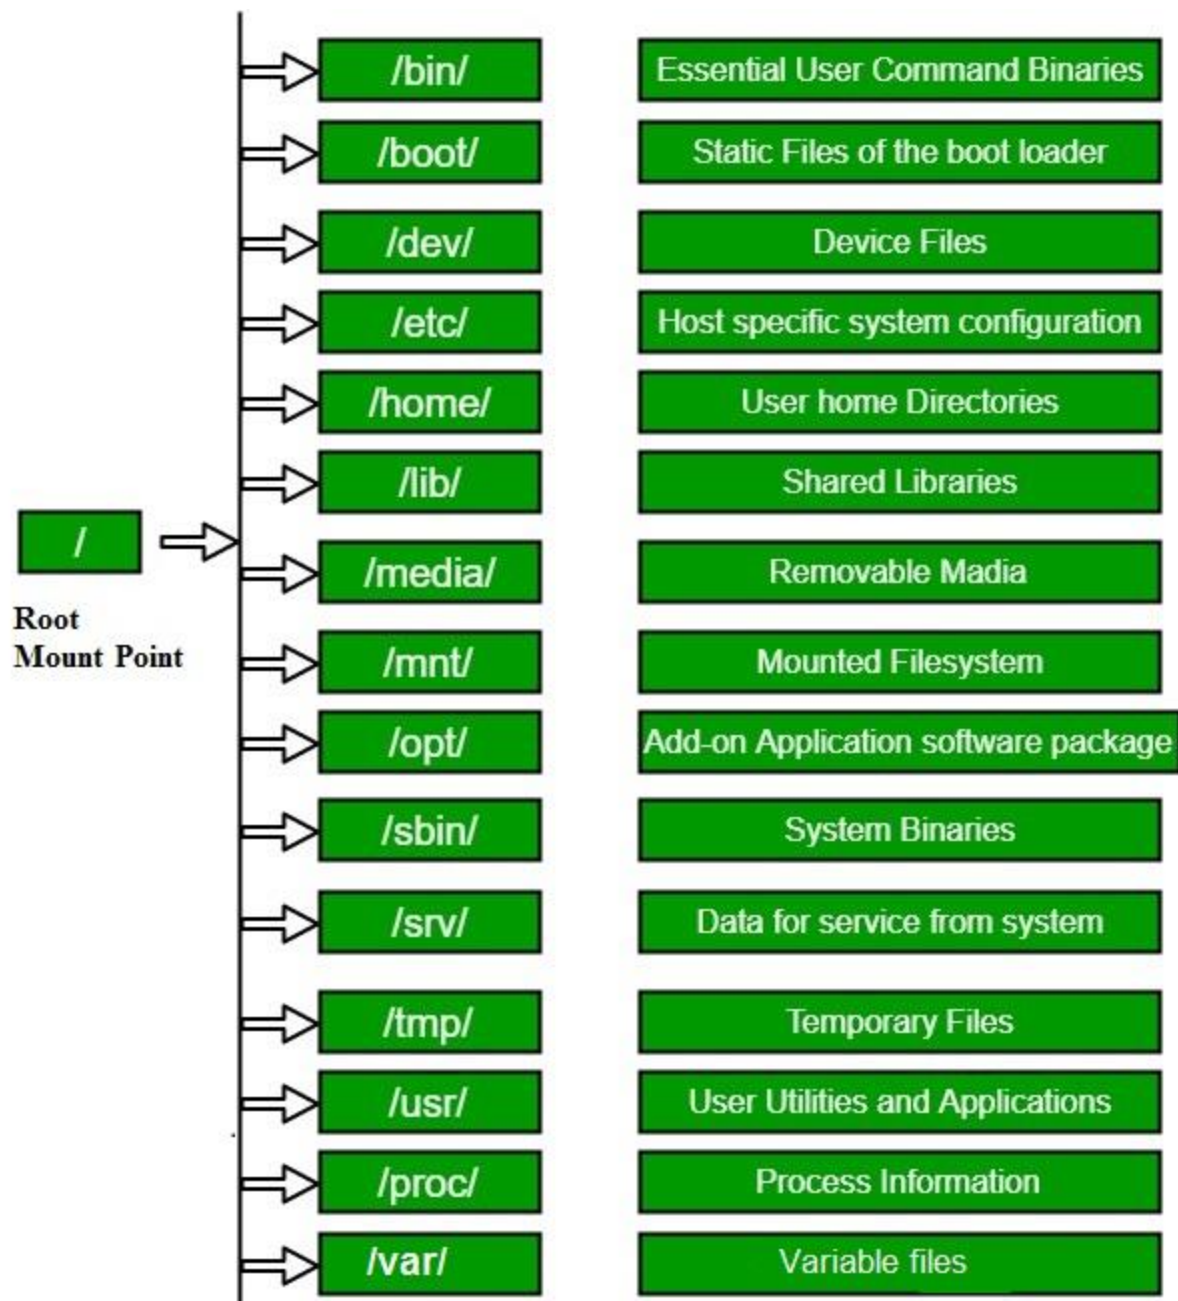 /bin/ Essential User Command Binaries
/boot/ Static Files of the boot loader
/dev/ Device Files
/etc/ Host specific system configuration
/home/ User home Directories
/lib/ Shared Libraries
/
/media/ Removable Madia
Root
Mount Point
/mnt/ Mounted Filesystem
/opt/ Add-on Application software package
/sbin/ System Binaries
/srv/ Data for service from system
/tmp/ Temporary Files
/usr/ User Utilities and Applications
/proc/ Process Information
/var/ Variable files